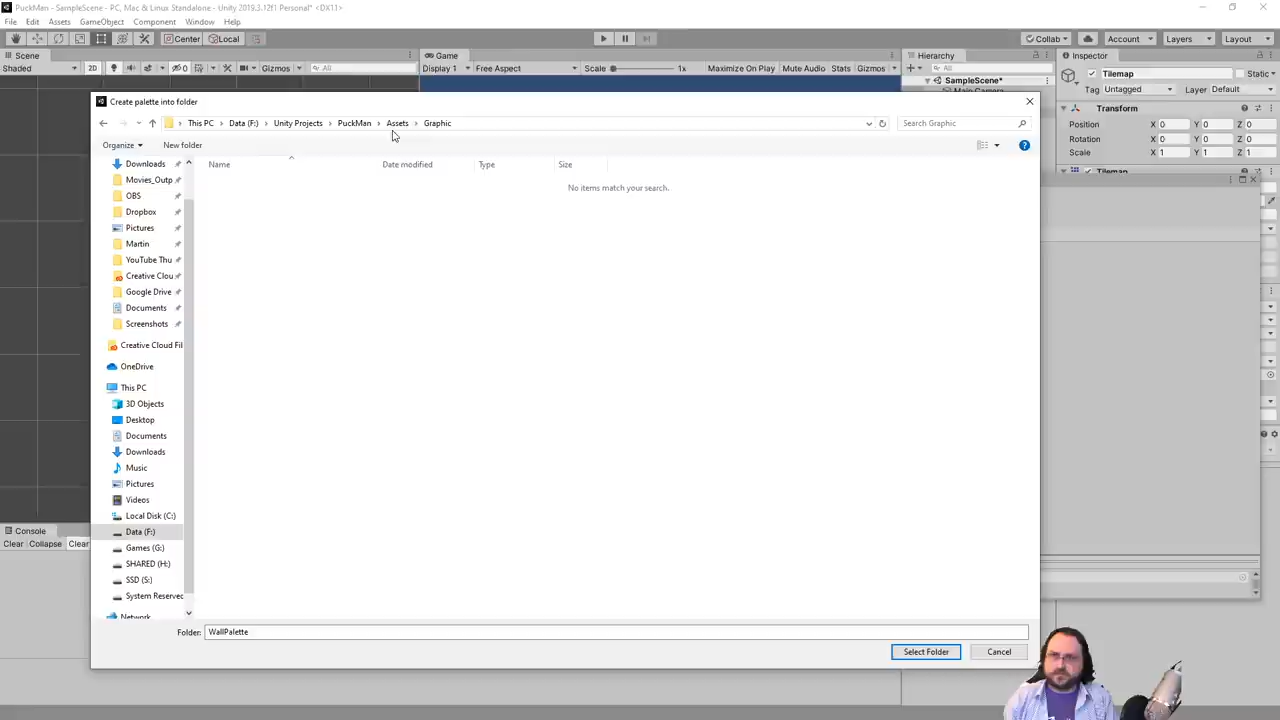 PuckMan - SampleScene - PC, Mac & Linux Standalone - Unity 2019.3.12f1 Personal* <DX11>
File Edit Assets GameObject Component Window Help
Center Local Collab Account Layers Layout
Scene Game Hierarchy Inspector
Shaded 2D 0 Gizmos All Display 1 Free Aspect Scale 1x Maximize On Play Mute Audio Stats Gizmos All
Tilemap Static
SampleScene*
Tag Untagged Layer Default
Main Camera
Create palette into folder
Transform
This PC Data (F:) Unity Projects PuckMan Assets Graphic Search Graphic
Position X 0 Y 0 Z 0
Rotation X 0 Y 0 Z 0
Scale X 1 Y 1 Z 1
Organize New folder
Tilemap
Name Date modified Type Size
No items match your search.
Downloads
Movies_Outp
OBS
Dropbox
Pictures
Martin
YouTube Thu
Creative Clou
Google Drive
Documents
Screenshots
Creative Cloud Fil
OneDrive
This PC
3D Objects
Desktop
Documents
Downloads
Music
Pictures
Videos
Local Disk (C:)
Data (F:)
Games (G:)
SHARED (H:)
SSD (S:)
System Reserved
Network
Console
Clear Collapse Clear
Folder: WallPalette
Select Folder Cancel